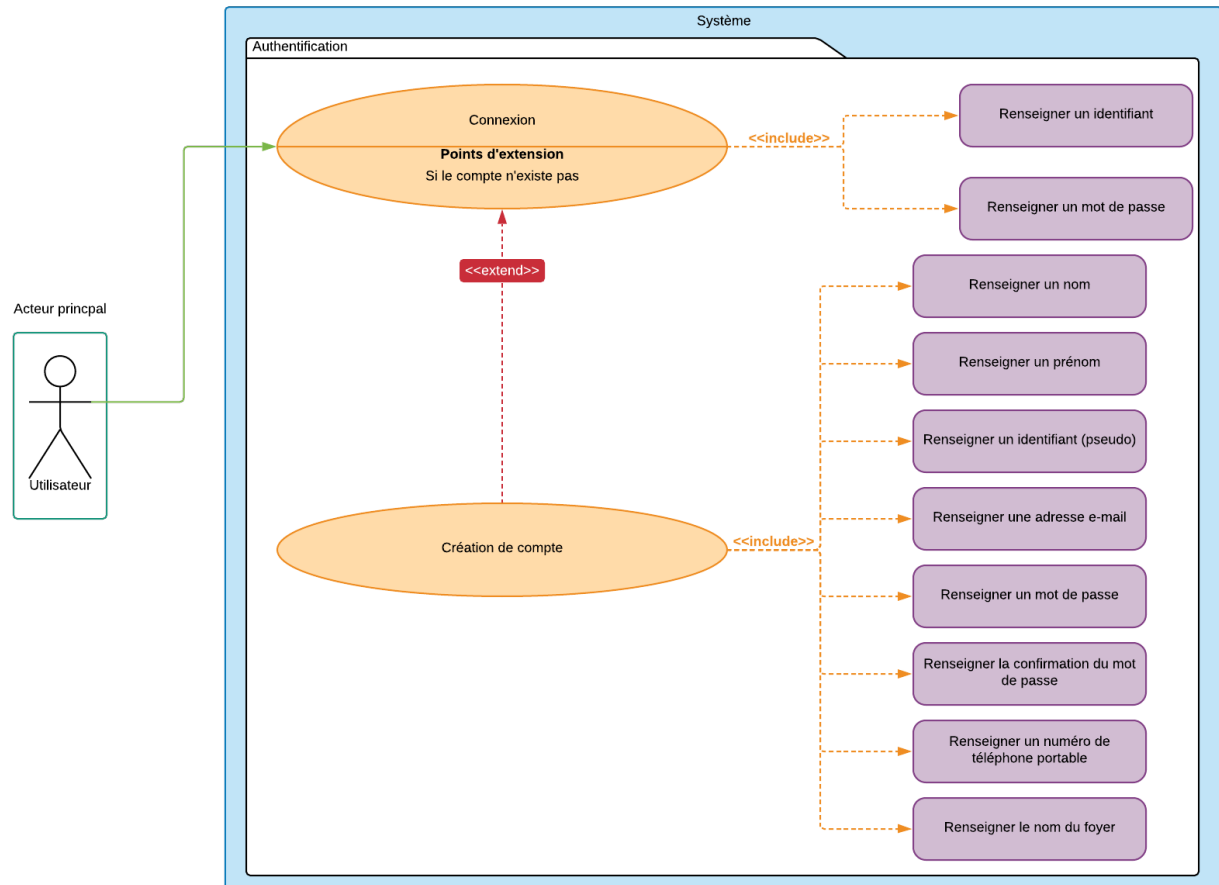 Système
Authentification
Connexion
Points d'extension
Si le compte n'existe pas
<<include>>
Renseigner un identifiant
Renseigner un mot de passe
<<extend>>
Acteur princpal
Utilisateur
Création de compte
<<include>>
Renseigner un nom
Renseigner un prénom
Renseigner un identifiant (pseudo)
Renseigner une adresse e-mail
Renseigner un mot de passe
Renseigner la confirmation du mot
de passe
Renseigner un numéro de
téléphone portable
Renseigner le nom du foyer